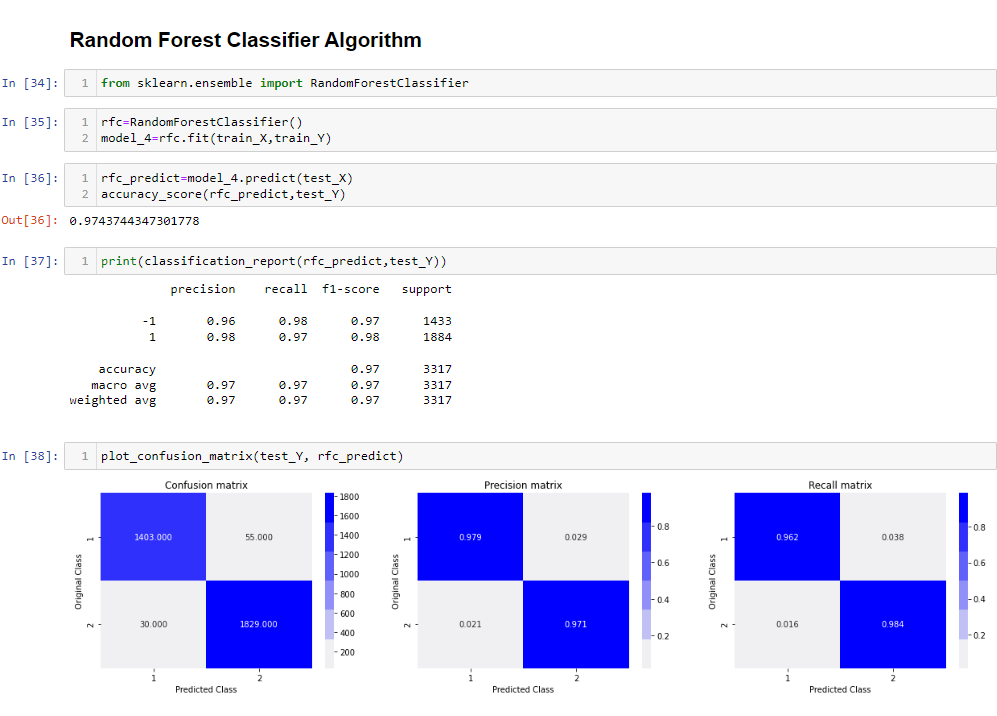 Random Forest Classifier Algorithm
In [34]: 1 from sklearn.ensemble import RandomForestClassifier
In [35]: 1 rfc=RandomForestClassifier()
2 model_4=rfc.fit(train_X,train_Y)
In [36]: 1 rfc_predict=model_4.predict(test_X)
2 accuracy_score(rfc_predict,test_Y)
Out[36]: 0.9743744347301778
In [37]: 1 print(classification_report(rfc_predict,test_Y))
precision recall f1-score support
-1 0.96 0.98 0.97 1433
1 0.98 0.97 0.98 1884
accuracy 0.97 3317
macro avg 0.97 0.97 0.97 3317
weighted avg 0.97 0.97 0.97 3317
In [38]: 1 plot_confusion_matrix(test_Y, rfc_predict)
Confusion matrix
Original Class
1
2
1403.000 55.000
30.000 1829.000
1 2
Predicted Class
1800
1600
1400
1200
1000
800
600
400
200
Precision matrix
Original Class
1
2
0.979 0.029
0.021 0.971
1 2
Predicted Class
0.8
0.6
0.4
0.2
Recall matrix
Original Class
1
2
0.962 0.038
0.016 0.984
1 2
Predicted Class
0.8
0.6
0.4
0.2